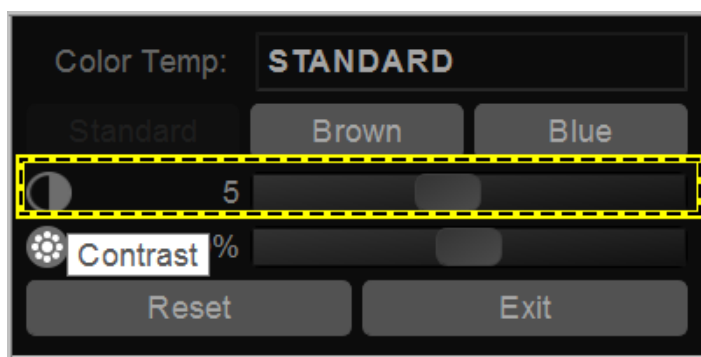 Color Temp: STANDARD
Standard Brown Blue
5
Contrast %
Reset Exit